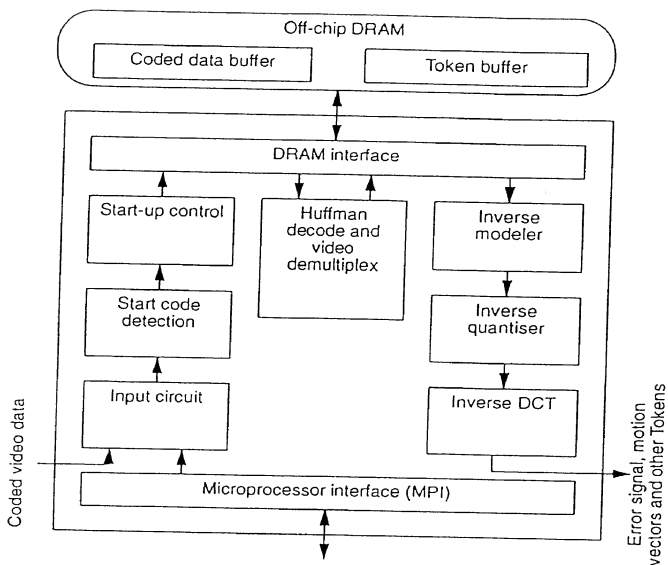 Off-chip DRAM
Coded data buffer
Token buffer
DRAM interface
Start-up control
Huffman
decode and
video
demultiplex
Inverse
modeler
Start code
detection
Inverse
quantiser
Input circuit
Inverse DCT
Coded video data
Microprocessor interface (MPI)
Error signal, motion
vectors and other Tokens